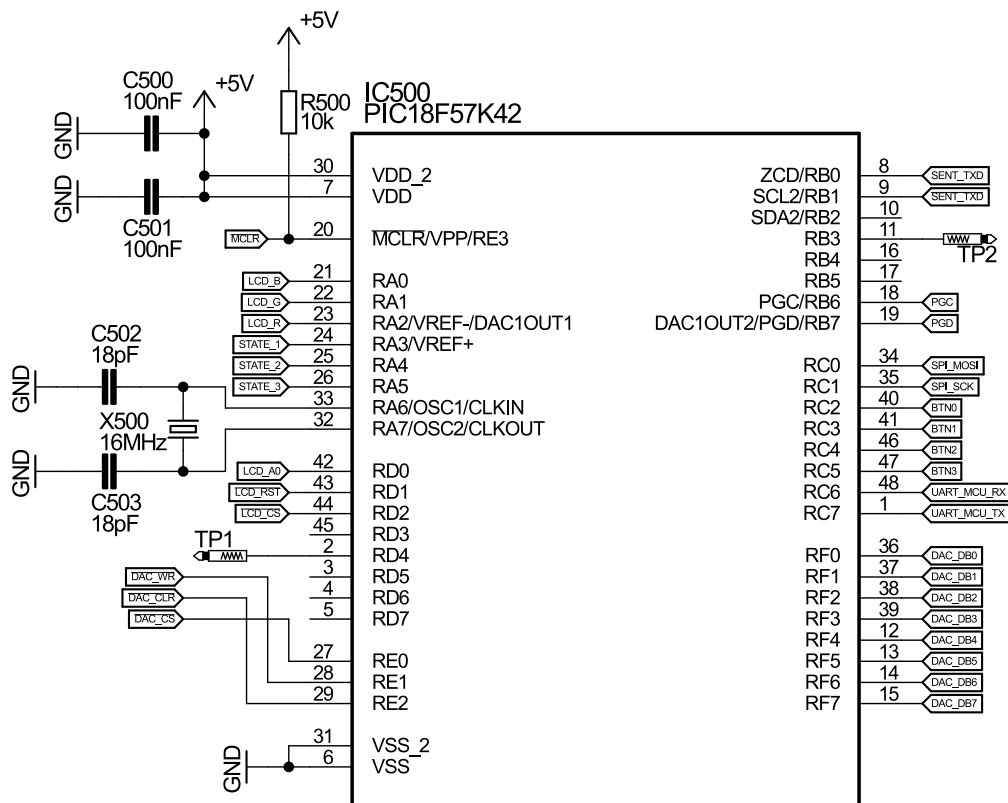 +5V
C500
100nF
+5V
R500
10k
IC500
PIC18F57K42
GND
GND
C501
100nF
30 VDD_2
7 VDD
MCLR 20 MCLR/VPP/RE3
LCD_B 21 RA0
LCD_G 22 RA1
LCD_R 23 RA2/VREF-/DAC1OUT1
STATE_1 24 RA3/VREF+
STATE_2 25 RA4
STATE_3 26 RA5
33 RA6/OSC1/CLKIN
32 RA7/OSC2/CLKOUT
C502
18pF
GND
X500
16MHz
GND
C503
18pF
LCD_A0 42 RD0
LCD_RST 43 RD1
LCD_CS 44 RD2
45 RD3
TP1 2 RD4
3 RD5
4 RD6
5 RD7
DAC_WR
DAC_CLR
DAC_CS
27 RE0
28 RE1
29 RE2
31 VSS_2
6 VSS
GND
ZCD/RB0 8 SENT_TXD
SCL2/RB1 9 SENT_TXD
SDA2/RB2 10
RB3 11 TP2
RB4 16
RB5 17
PGC/RB6 18 PGC
DAC1OUT2/PGD/RB7 19 PGD
RC0 34 SPI_MOSI
RC1 35 SPI_SCK
RC2 40 BTN0
RC3 41 BTN1
RC4 46 BTN2
RC5 47 BTN3
RC6 48 UART_MCU_RX
RC7 1 UART_MCU_TX
RF0 36 DAC_DB0
RF1 37 DAC_DB1
RF2 38 DAC_DB2
RF3 39 DAC_DB3
RF4 12 DAC_DB4
RF5 13 DAC_DB5
RF6 14 DAC_DB6
RF7 15 DAC_DB7